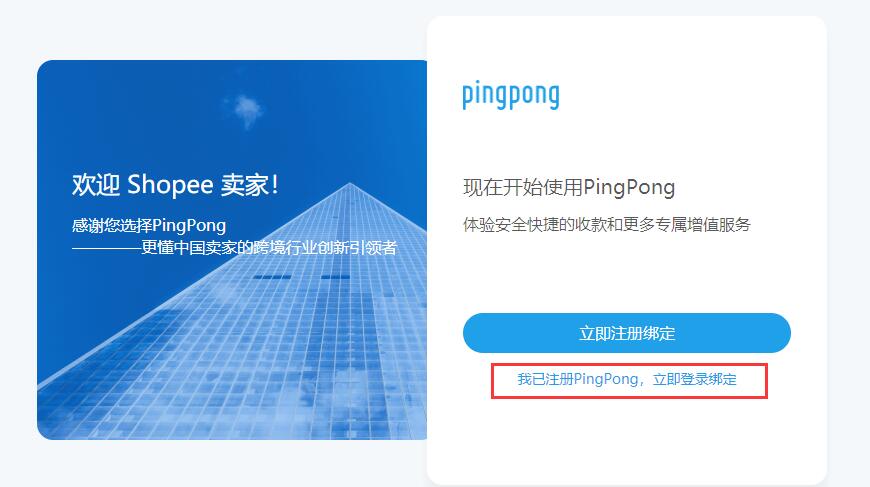 欢迎 Shopee 卖家!
感谢您选择PingPong
————更懂中国卖家的跨境行业创新引领者
pingpong
现在开始使用PingPong
体验安全快捷的收款和更多专属增值服务
立即注册绑定
我已注册PingPong，立即登录绑定